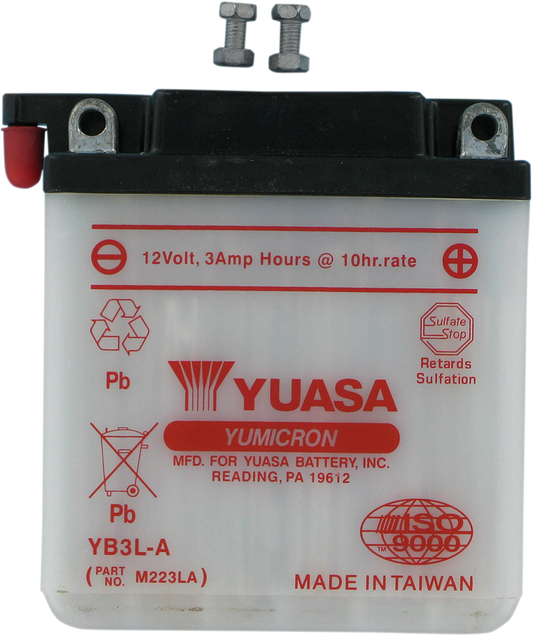 12Volt, 3Amp Hours @ 10hr.rate
Sulfate
Stop
Retards
Sulfation
Pb
YUASA
YUMICRON
MFD. FOR YUASA BATTERY, INC.
READING, PA 19612
Pb
YB3L-A
(PART NO. M223LA)
ISO
9000
TM
MADE IN TAIWAN